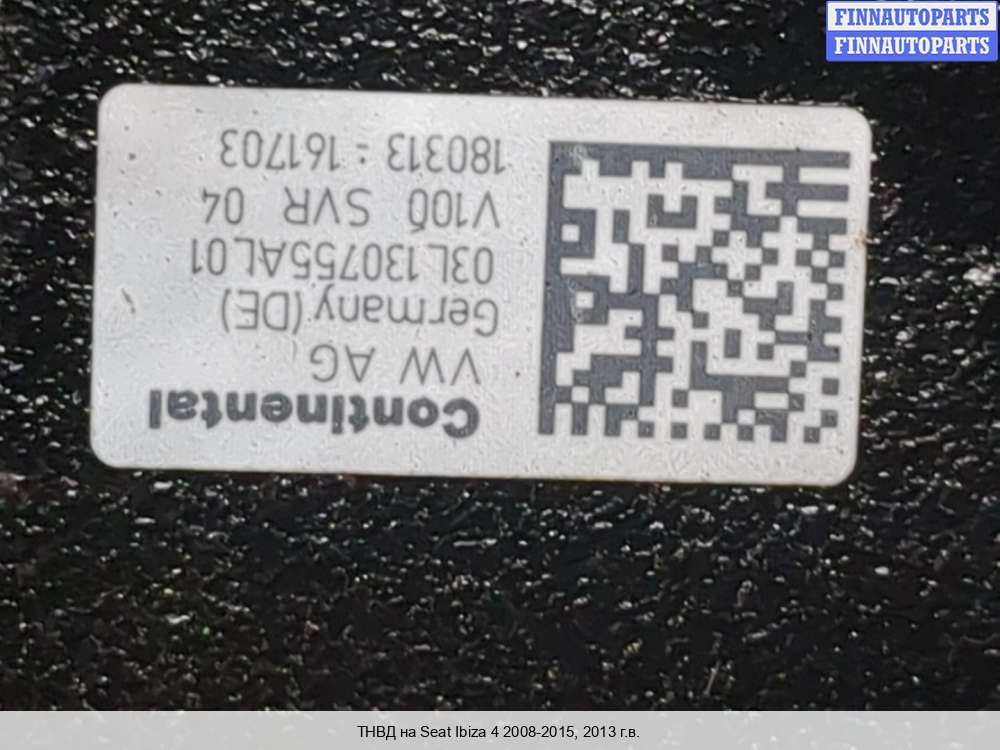 FINNAUTOPARTS
FINNAUTOPARTS
Continental
VW AG
Germany (DE)
03L130755AL 01
V100 SVR 04
180313 - 161703
ТНВД на Seat Ibiza 4 2008-2015, 2013 г.в.